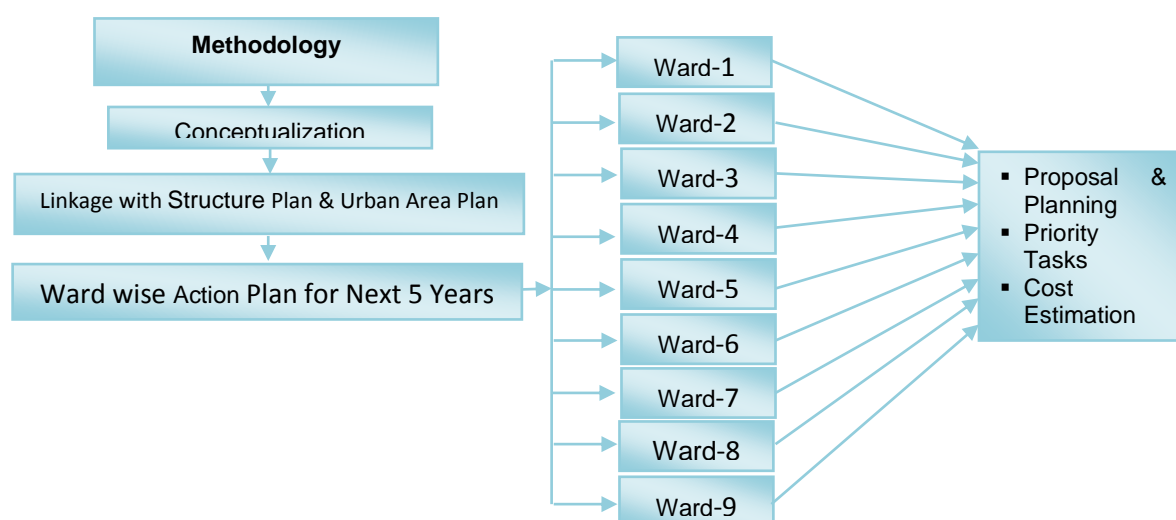 Methodology
Conceptualization
Linkage with Structure Plan & Urban Area Plan
Ward wise Action Plan for Next 5 Years
Ward-1
Ward-2
Ward-3
Ward-4
Ward-5
Ward-6
Ward-7
Ward-8
Ward-9
▪ Proposal &
Planning
▪ Priority
Tasks
▪ Cost
Estimation